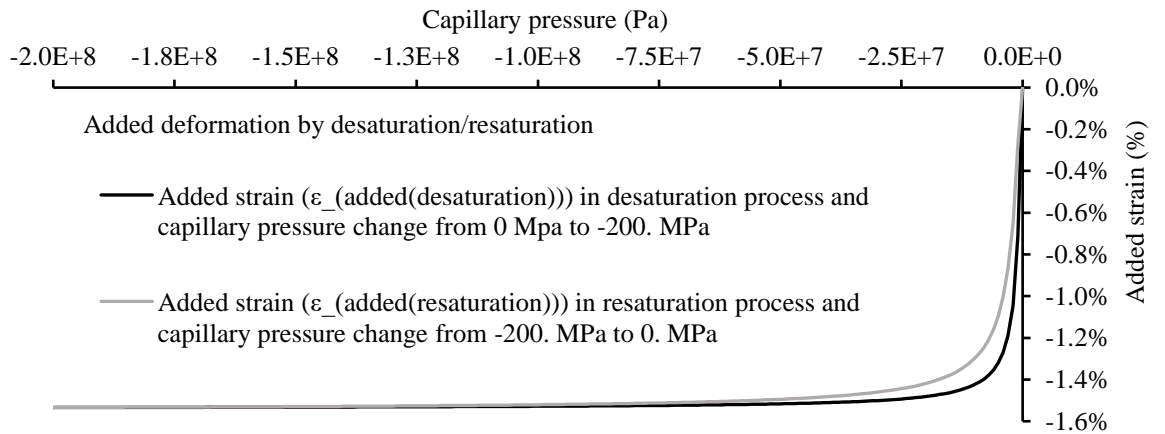 Capillary pressure (Pa)
-2.0E+8 -1.8E+8 -1.5E+8 -1.3E+8 -1.0E+8 -7.5E+7 -5.0E+7 -2.5E+7 0.0E+0
0.0%
Added deformation by desaturation/resaturation
-0.2%
-0.4%
Added strain (ε_(added(desaturation))) in desaturation process and
capillary pressure change from 0 Mpa to -200. MPa
-0.6%
-0.8%
Added strain (ε_(added(resaturation))) in resaturation process and
capillary pressure change from -200. MPa to 0. MPa
-1.0%
-1.2%
-1.4%
-1.6%
Added strain (%)